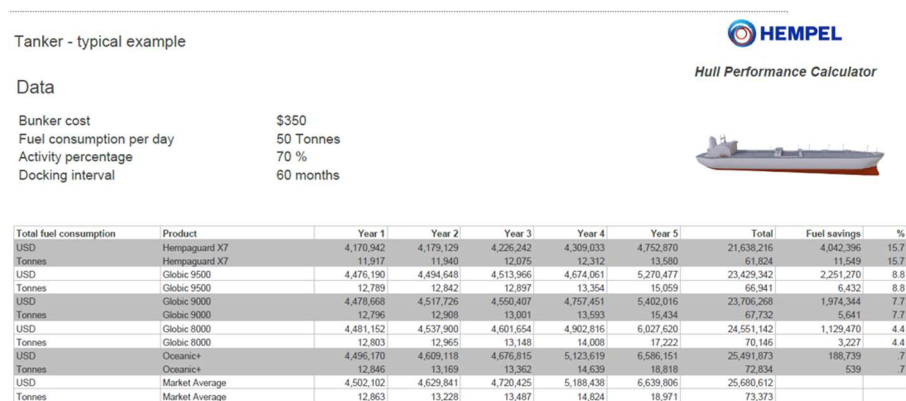 HEMPEL
Tanker - typical example
Hull Performance Calculator
Data
Bunker cost $350
Fuel consumption per day 50 Tonnes
Activity percentage 70 %
Docking interval 60 months
Total fuel consumption Product Year 1 Year 2 Year 3 Year 4 Year 5 Total Fuel savings %
USD Hempaguard X7 4,170,942 4,179,129 4,226,242 4,309,033 4,752,870 21,638,216 4,042,396 15.7
Tonnes Hempaguard X7 11,917 11,940 12,075 12,312 13,580 61,824 11,549 15.7
USD Globic 9500 4,476,190 4,494,648 4,513,966 4,674,061 5,270,477 23,429,342 2,251,270 8.8
Tonnes Globic 9500 12,789 12,842 12,897 13,354 15,059 66,941 6,432 8.8
USD Globic 9000 4,478,668 4,517,726 4,550,407 4,757,451 5,402,016 23,706,268 1,974,344 7.7
Tonnes Globic 9000 12,796 12,908 13,001 13,593 15,434 67,732 5,641 7.7
USD Globic 8000 4,481,152 4,537,900 4,601,654 4,902,816 6,027,620 24,551,142 1,129,470 4.4
Tonnes Globic 8000 12,803 12,965 13,148 14,008 17,222 70,146 3,227 4.4
USD Oceanic+ 4,496,170 4,609,118 4,676,815 5,123,619 6,586,151 25,491,873 188,739 .7
Tonnes Oceanic+ 12,846 13,169 13,362 14,639 18,818 72,834 539 .7
USD Market Average 4,502,102 4,629,841 4,720,425 5,188,438 6,639,806 25,680,612
Tonnes Market Average 12,863 13,228 13,487 14,824 18,971 73,373